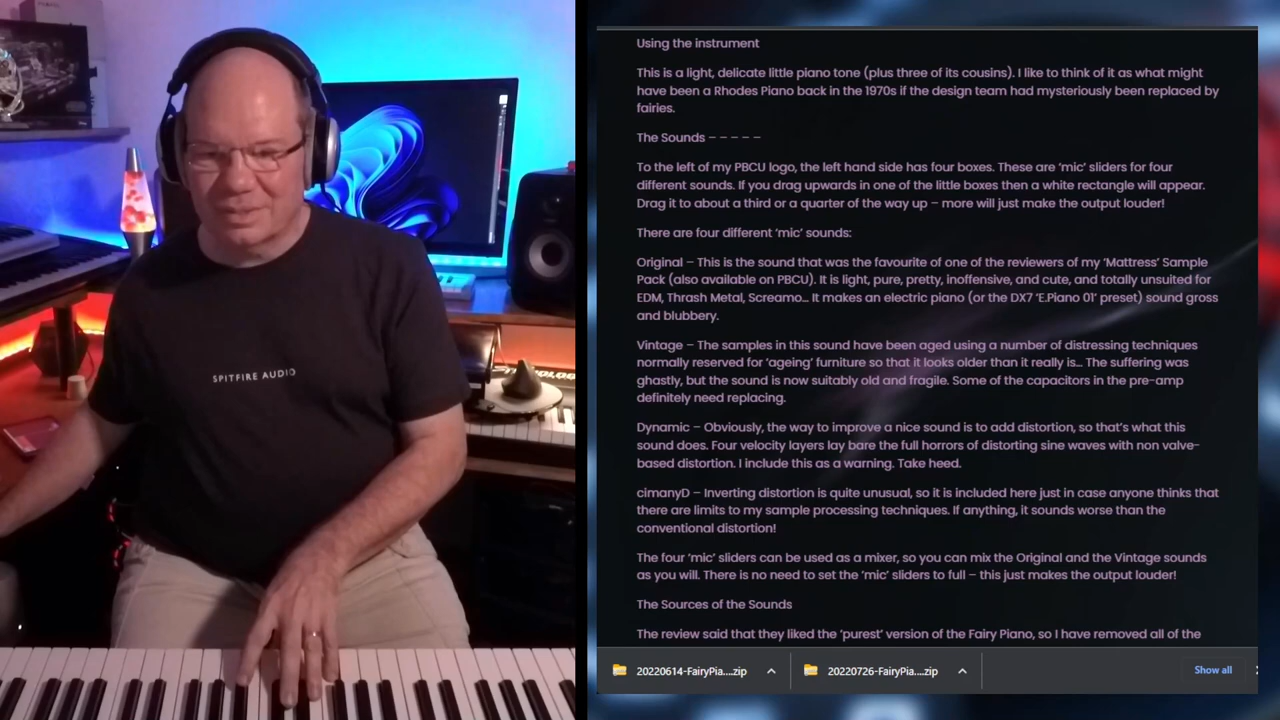 SPITFIRE AUDIO
Using the instrument
This is a light, delicate little piano tone (plus three of its cousins). I like to think of it as what might
have been a Rhodes Piano back in the 1970s if the design team had mysteriously been replaced by
fairies.
The Sounds – – – – –
To the left of my PBCU logo, the left hand side has four boxes. These are ‘mic’ sliders for four
different sounds. If you drag upwards in one of the little boxes then a white rectangle will appear.
Drag it to about a third or a quarter of the way up – more will just make the output louder!
There are four different ‘mic’ sounds:
Original – This is the sound that was the favourite of one of the reviewers of my ‘Mattress’ Sample
Pack (also available on PBCU). It is light, pure, pretty, inoffensive, and cute, and totally unsuited for
EDM, Thrash Metal, Screamo... It makes an electric piano (or the DX7 ‘E.Piano 01’ preset) sound gross
and blubbery.
Vintage – The samples in this sound have been aged using a number of distressing techniques
normally reserved for ‘ageing’ furniture so that it looks older than it really is... The suffering was
ghastly, but the sound is now suitably old and fragile. Some of the capacitors in the pre-amp
definitely need replacing.
Dynamic – Obviously, the way to improve a nice sound is to add distortion, so that’s what this
sound does. Four velocity layers lay bare the full horrors of distorting sine waves with non valve-
based distortion. I include this as a warning. Take heed.
cimanyD – Inverting distortion is quite unusual, so it is included here just in case anyone thinks that
there are limits to my sample processing techniques. If anything, it sounds worse than the
conventional distortion!
The four ‘mic’ sliders can be used as a mixer, so you can mix the Original and the Vintage sounds
as you will. There is no need to set the ‘mic’ sliders to full – this just makes the output louder!
The Sources of the Sounds
The review said that they liked the ‘purest’ version of the Fairy Piano, so I have removed all of the
20220614-FairyPia....zip
20220726-FairyPia....zip
Show all